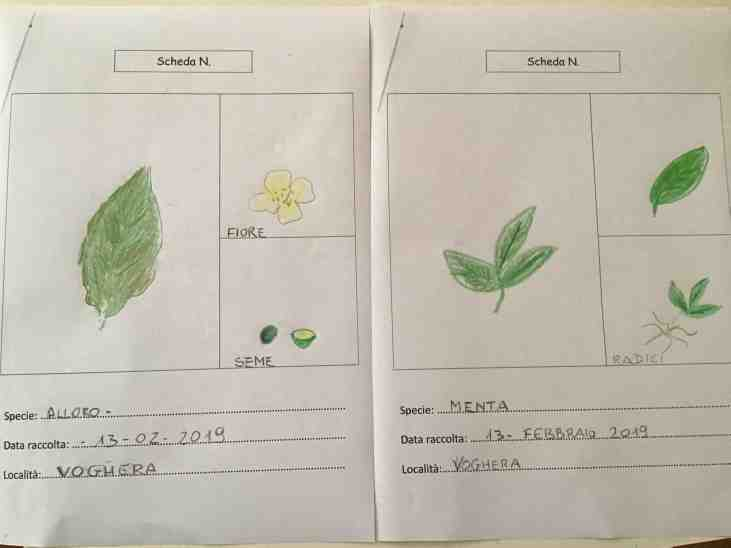 Scheda N.
FIORE
SEME
Specie: ALLORO -
Data raccolta: - 13-02-2019
Località: VOGHERA
Scheda N.
RADICI
Specie: MENTA
Data raccolta: 13- FEBBRAIO 2019
Località: VOGHERA